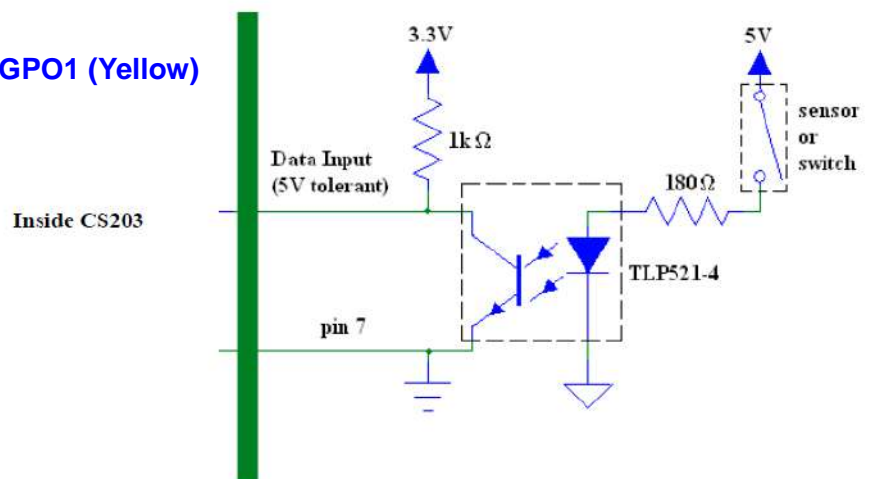 3.3V
5V
GPO1 (Yellow)
1k Ω
sensor
or
switch
Data Input
(5V tolerant)
180Ω
Inside CS203
TLP521-4
pin 7